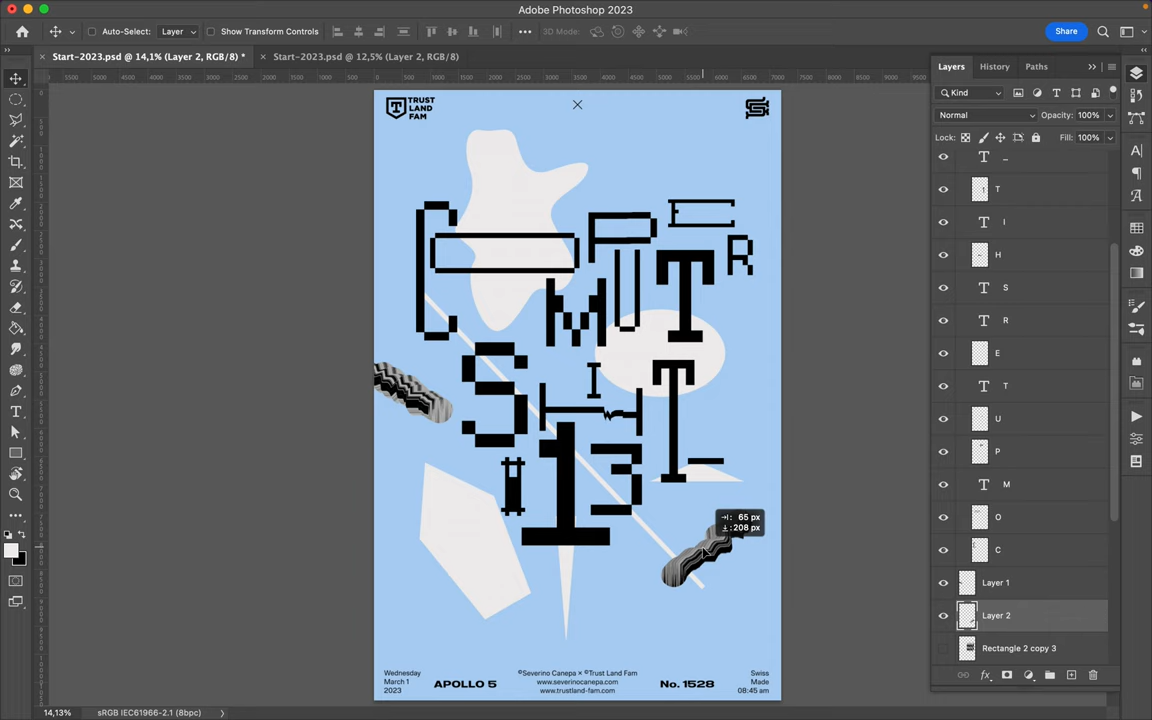 Adobe Photoshop 2023
Auto-Select:
Layer
Show Transform Controls
3D Mode:
Share
Start-2023.psd @ 14,1% (Layer 2, RGB/8) *
Start-2023.psd @ 12,5% (Layer 2, RGB/8)
Layers
History
Paths
Kind
Normal
Opacity:
100%
Lock:
Fill:
100%
_
T
I
H
S
R
E
T
U
P
M
O
C
Layer 1
Layer 2
Rectangle 2 copy 3
TRUST
LAND
FAM
COMPUTER
SHIT_
13
65 px
208 px
Wednesday
March 1
2023
APOLLO 5
©Severino Canepa × ©Trust Land Fam
www.severinocanepa.com
www.trustland-fam.com
No. 1528
Swiss
Made
08:45 am
14,13%
sRGB IEC61966-2.1 (8bpc)